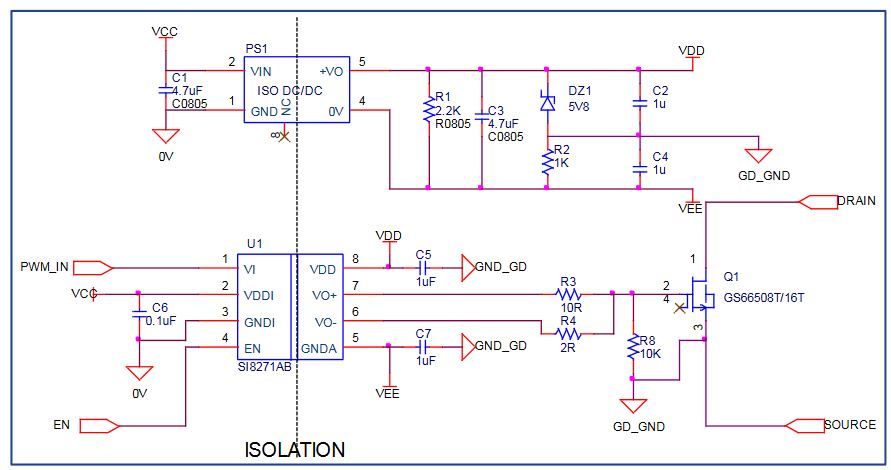 VCC
PS1
2
VIN
+VO
5
VDD
C1
4.7uF
C0805
ISO DC/DC
R1
2.2K
R0805
C3
4.7uF
C0805
DZ1
5V8
C2
1u
1
GND
NC
0V
4
8
0V
R2
1K
C4
1u
GD_GND
VEE
DRAIN
U1
VDD
C5
1uF
GND_GD
PWM_IN
1
VI
VDD
8
1
Q1
GS66508T/16T
VCC
2
VDDI
VO+
7
R3
10R
2
4
C6
0.1uF
3
GNDI
VO-
6
R4
2R
3
R8
10K
4
EN
GNDA
5
C7
1uF
GND_GD
SI8271AB
0V
VEE
GD_GND
EN
SOURCE
ISOLATION